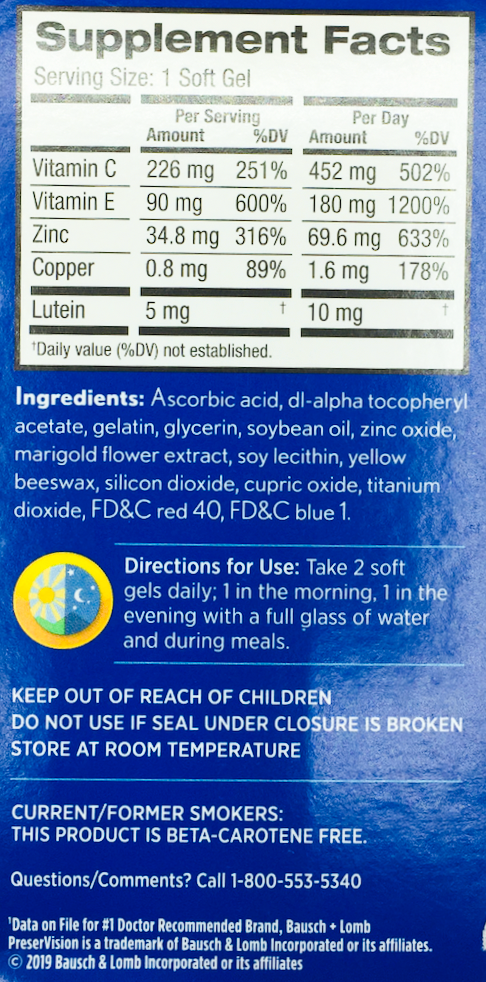 Supplement Facts
Serving Size: 1 Soft Gel
Per Serving Per Day
Amount %DV Amount %DV
Vitamin C 226 mg 251% 452 mg 502%
Vitamin E 90 mg 600% 180 mg 1200%
Zinc 34.8 mg 316% 69.6 mg 633%
Copper 0.8 mg 89% 1.6 mg 178%
Lutein 5 mg † 10 mg †
†Daily value (%DV) not established.
Ingredients: Ascorbic acid, dl-alpha tocopheryl
acetate, gelatin, glycerin, soybean oil, zinc oxide,
marigold flower extract, soy lecithin, yellow
beeswax, silicon dioxide, cupric oxide, titanium
dioxide, FD&C red 40, FD&C blue 1.
Directions for Use: Take 2 soft
gels daily; 1 in the morning, 1 in the
evening with a full glass of water
and during meals.
KEEP OUT OF REACH OF CHILDREN
DO NOT USE IF SEAL UNDER CLOSURE IS BROKEN
STORE AT ROOM TEMPERATURE
CURRENT/FORMER SMOKERS:
THIS PRODUCT IS BETA-CAROTENE FREE.
Questions/Comments? Call 1-800-553-5340
¹Data on File for #1 Doctor Recommended Brand, Bausch + Lomb
PreserVision is a trademark of Bausch & Lomb Incorporated or its affiliates.
© 2019 Bausch & Lomb Incorporated or its affiliates